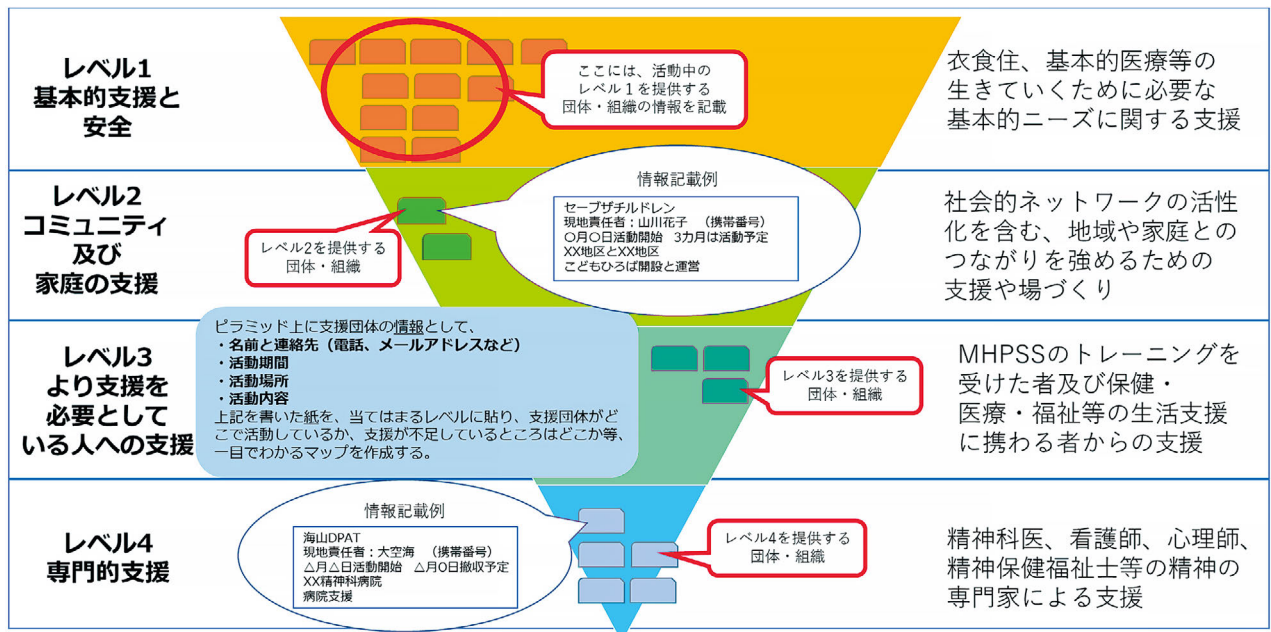 レベル1
基本的支援と
安全
ここには、活動中の
レベル１を提供する
団体・組織の情報を記載
衣食住、基本的医療等の
生きていくために必要な
基本的ニーズに関する支援
レベル2
コミュニティ
及び
家庭の支援
レベル2を提供する
団体・組織
情報記載例
セーブザチルドレン
現地責任者：山川花子　（携帯番号）
〇月〇日活動開始　3カ月は活動予定
XX地区とXX地区
こどもひろば開設と運営
社会的ネットワークの活性
化を含む、地域や家庭との
つながりを強めるための
支援や場づくり
レベル3
より支援を
必要として
いる人への支援
ピラミッド上に支援団体の情報として、
・名前と連絡先（電話、メールアドレスなど）
・活動期間
・活動場所
・活動内容
上記を書いた紙を、当てはまるレベルに貼り、支援団体がど
こで活動しているか、支援が不足しているところはどこか等、
一目でわかるマップを作成する。
レベル3を提供する
団体・組織
MHPSSのトレーニングを
受けた者及び保健・
医療・福祉等の生活支援
に携わる者からの支援
レベル4
専門的支援
情報記載例
海山DPAT
現地責任者：大空海　（携帯番号）
△月△日活動開始　△月〇日撤収予定
XX精神科病院
病院支援
レベル4を提供する
団体・組織
精神科医、看護師、心理師、
精神保健福祉士等の精神の
専門家による支援